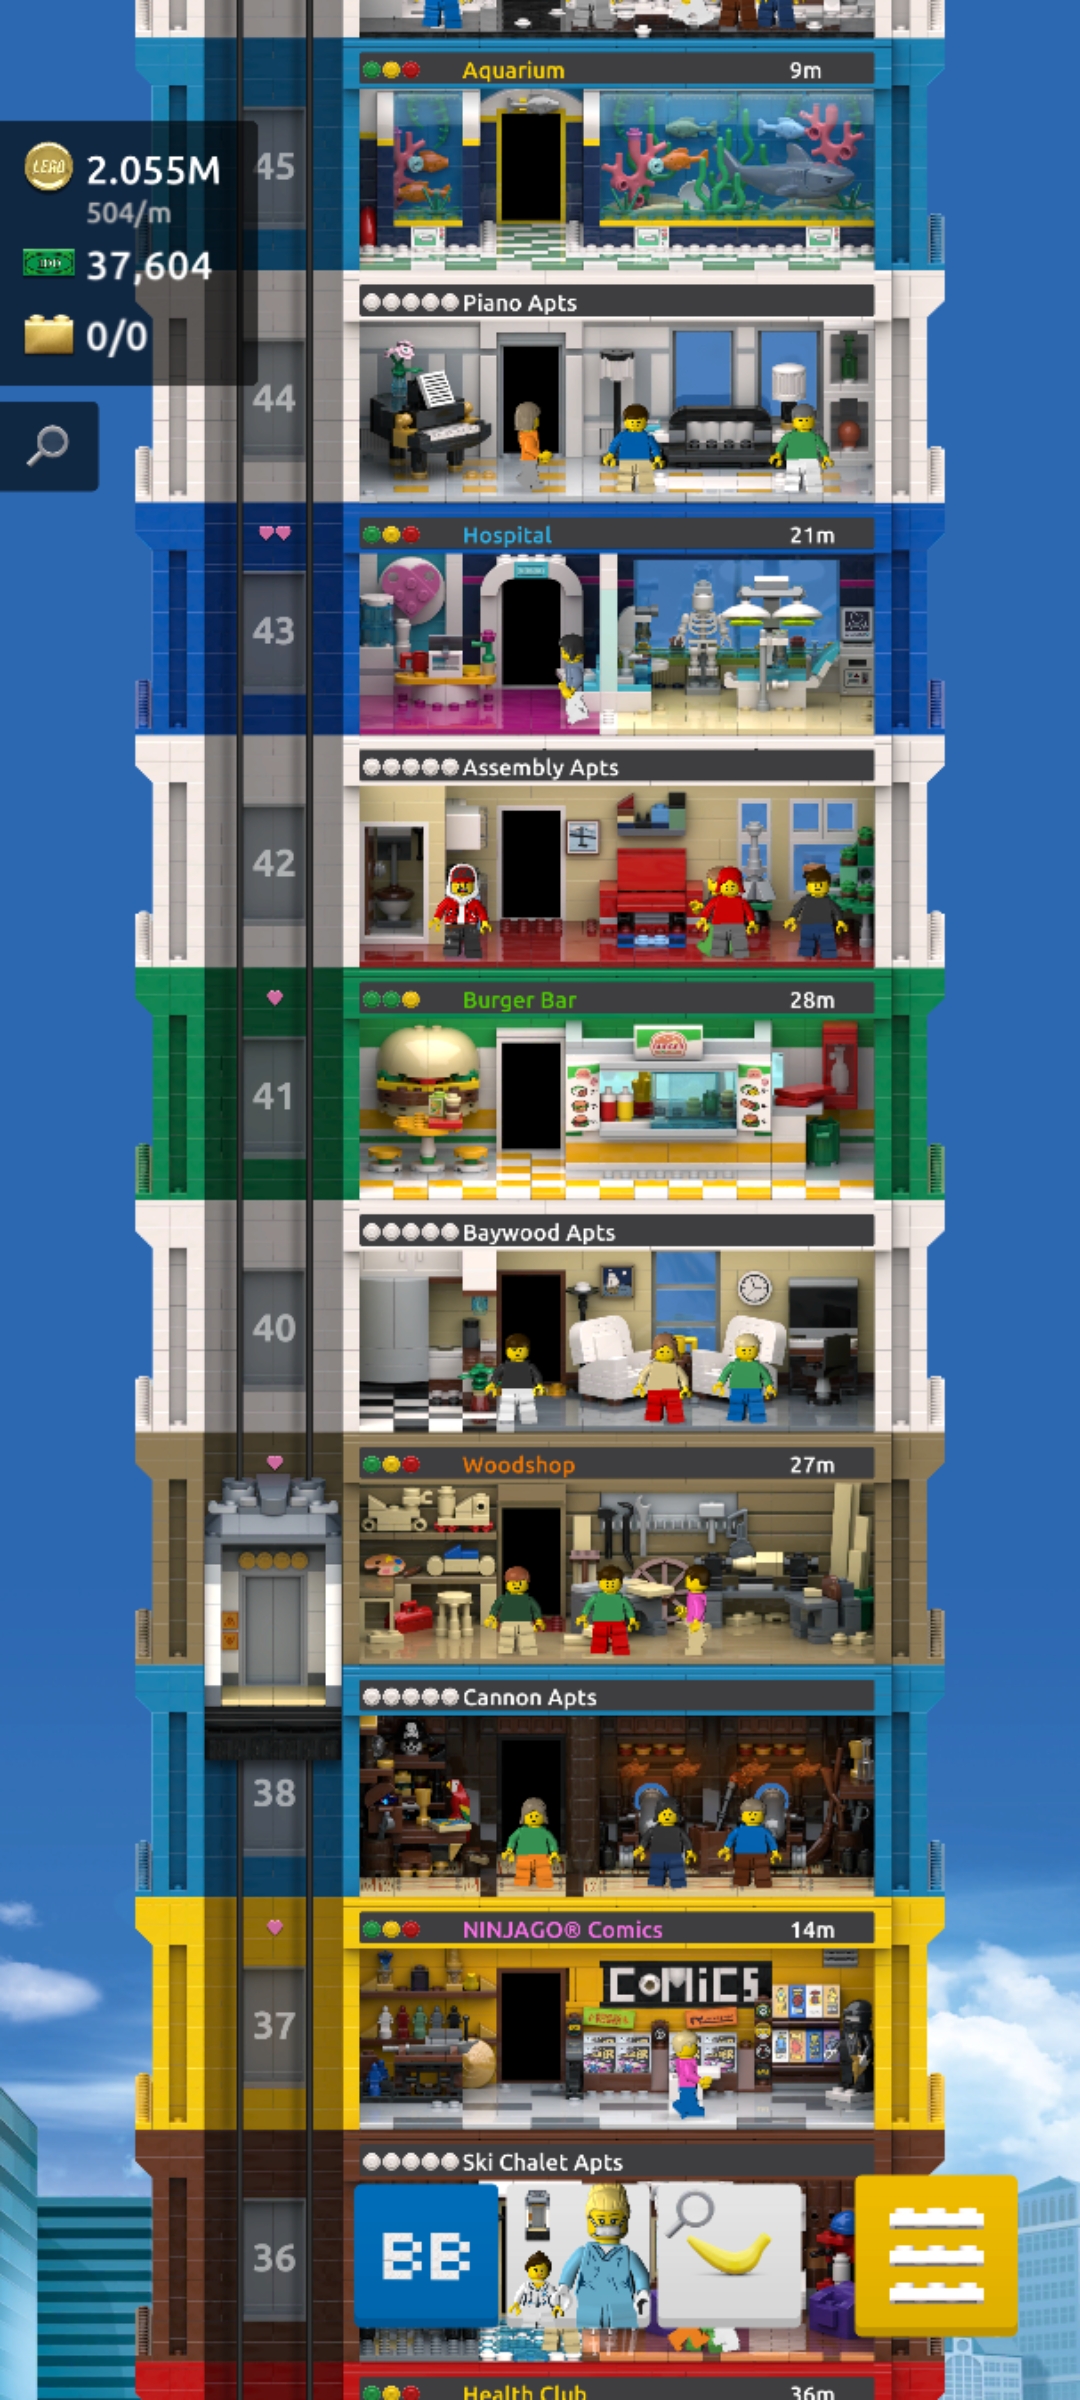 Aquarium 9m
45
LEGO 2.055M
504/m
37,604
0/0
Piano Apts
44
Hospital 21m
43
Assembly Apts
42
Burger Bar 28m
41
Baywood Apts
40
Woodshop 27m
Cannon Apts
38
NINJAGO® Comics 14m
COMiCS
37
Ski Chalet Apts
36
BB
Health Club 36m